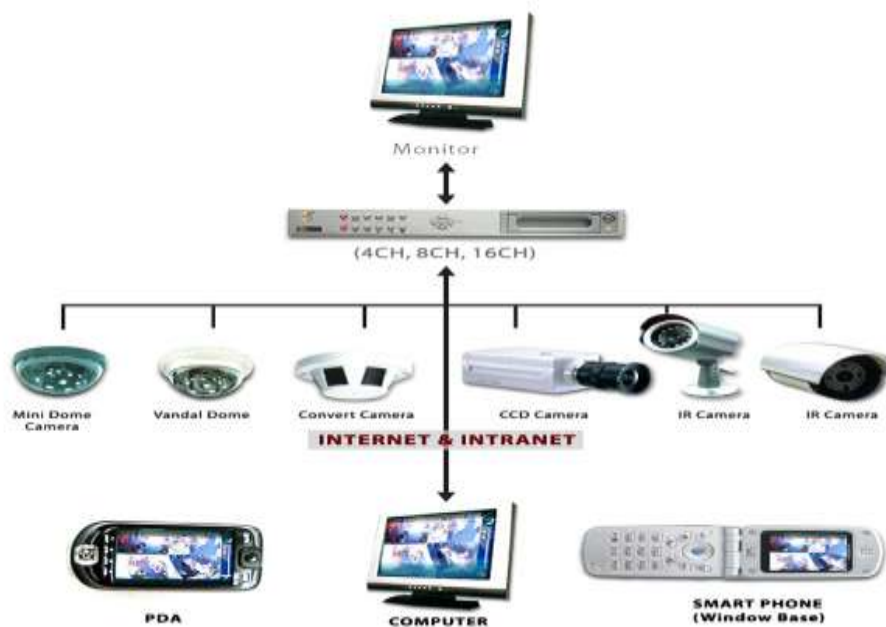 Monitor
(4CH, 8CH, 16CH)
Mini Dome
Camera
Vandal Dome
Convert Camera
CCD Camera
IR Camera
IR Camera
INTERNET & INTRANET
PDA
COMPUTER
SMART PHONE
(Window Base)